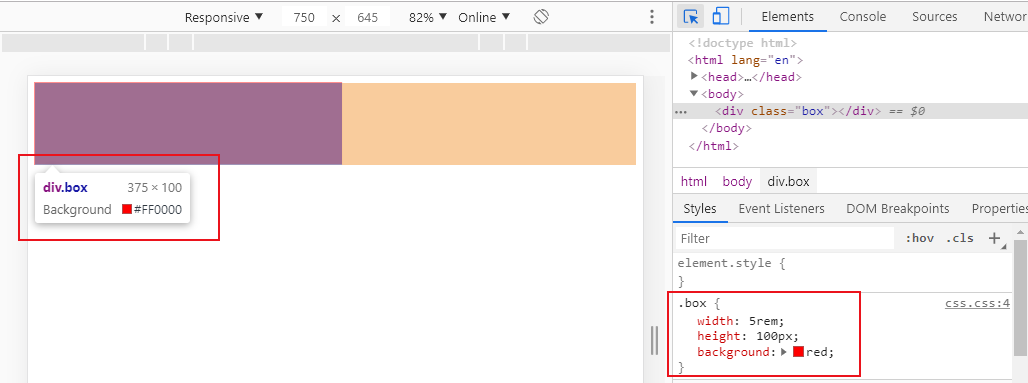 Responsive ▼ 750 × 645 82% ▼ Online ▼
Elements Console Sources Networ
<!doctype html>
<html lang="en">
<head>…</head>
<body>
<div class="box"></div> == $0
</body>
</html>
html body div.box
Styles Event Listeners DOM Breakpoints Properties
Filter :hov .cls +
element.style {
}
.box { css.css:4
width: 5rem;
height: 100px;
background: red;
}
div.box 375 × 100
Background #FF0000